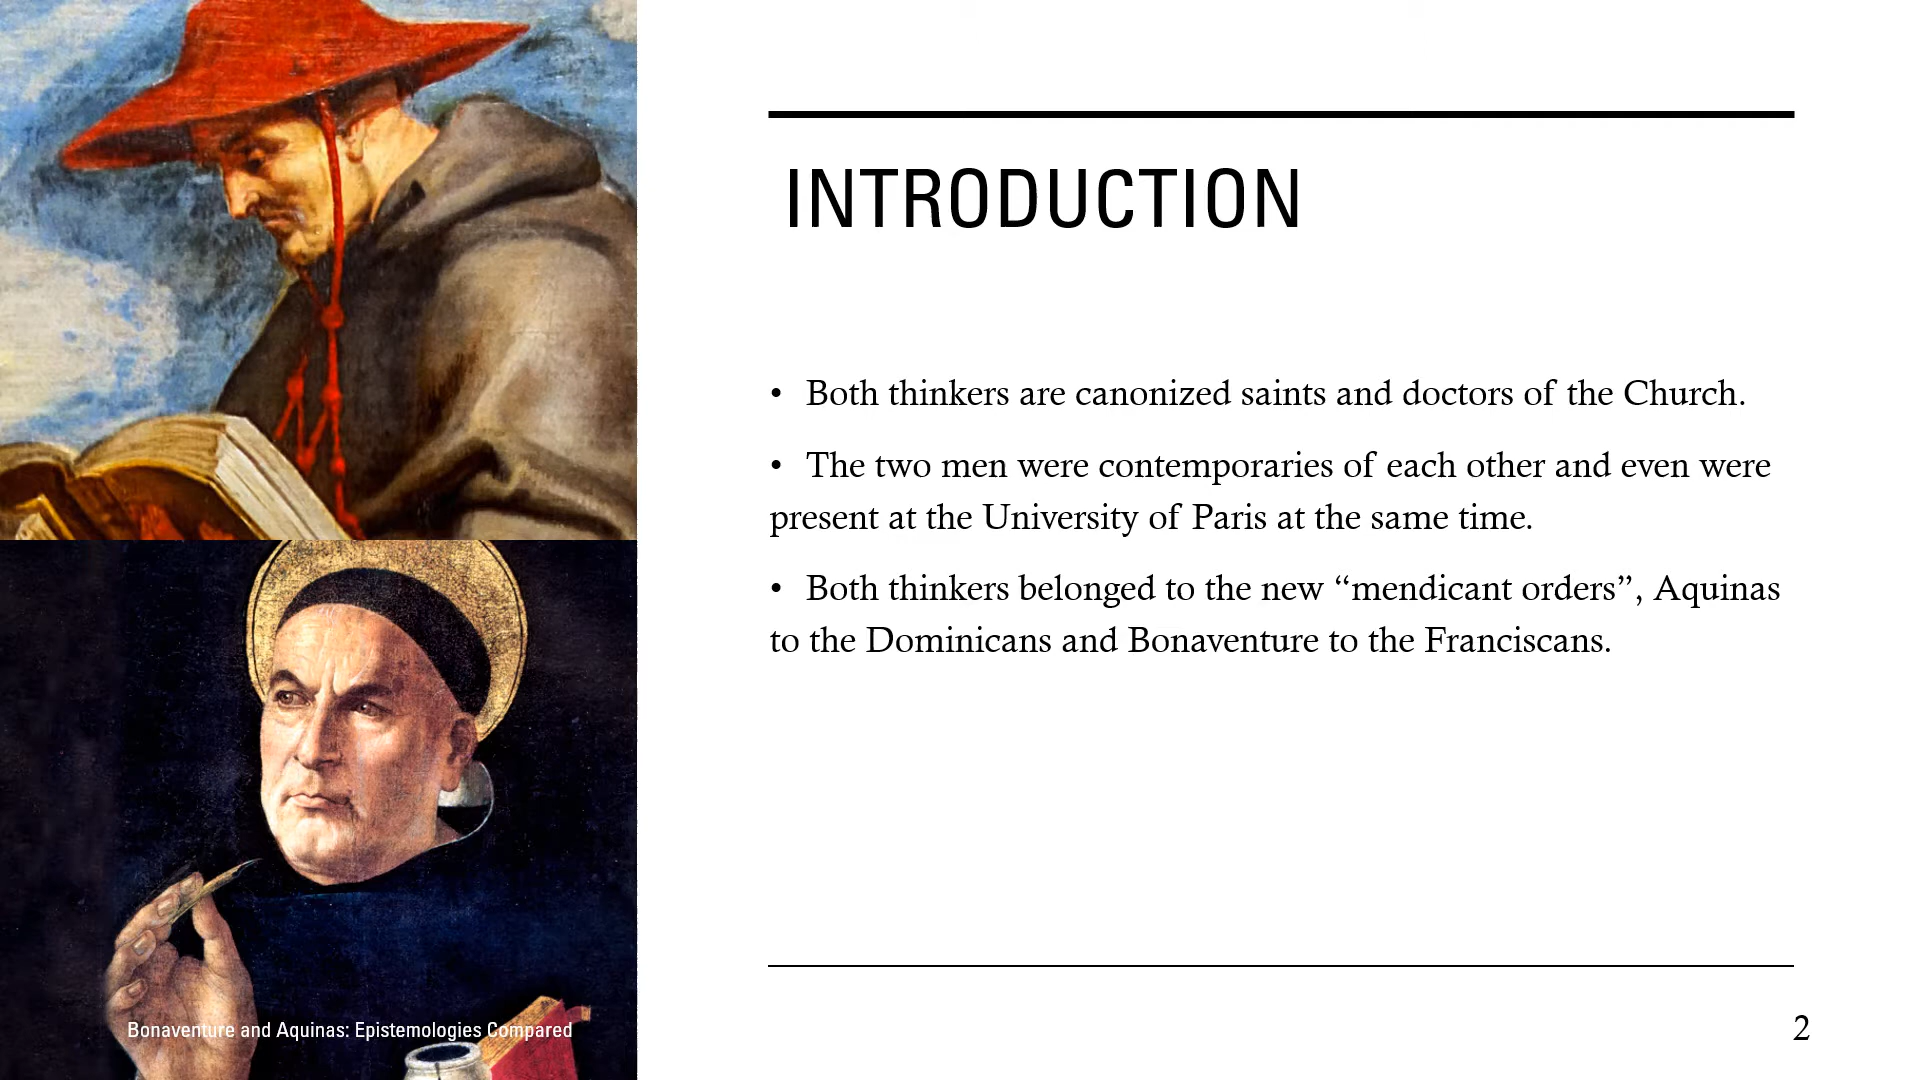 INTRODUCTION
• Both thinkers are canonized saints and doctors of the Church.
• The two men were contemporaries of each other and even were
present at the University of Paris at the same time.
• Both thinkers belonged to the new “mendicant orders”, Aquinas
to the Dominicans and Bonaventure to the Franciscans.
Bonaventure and Aquinas: Epistemologies Compared
2